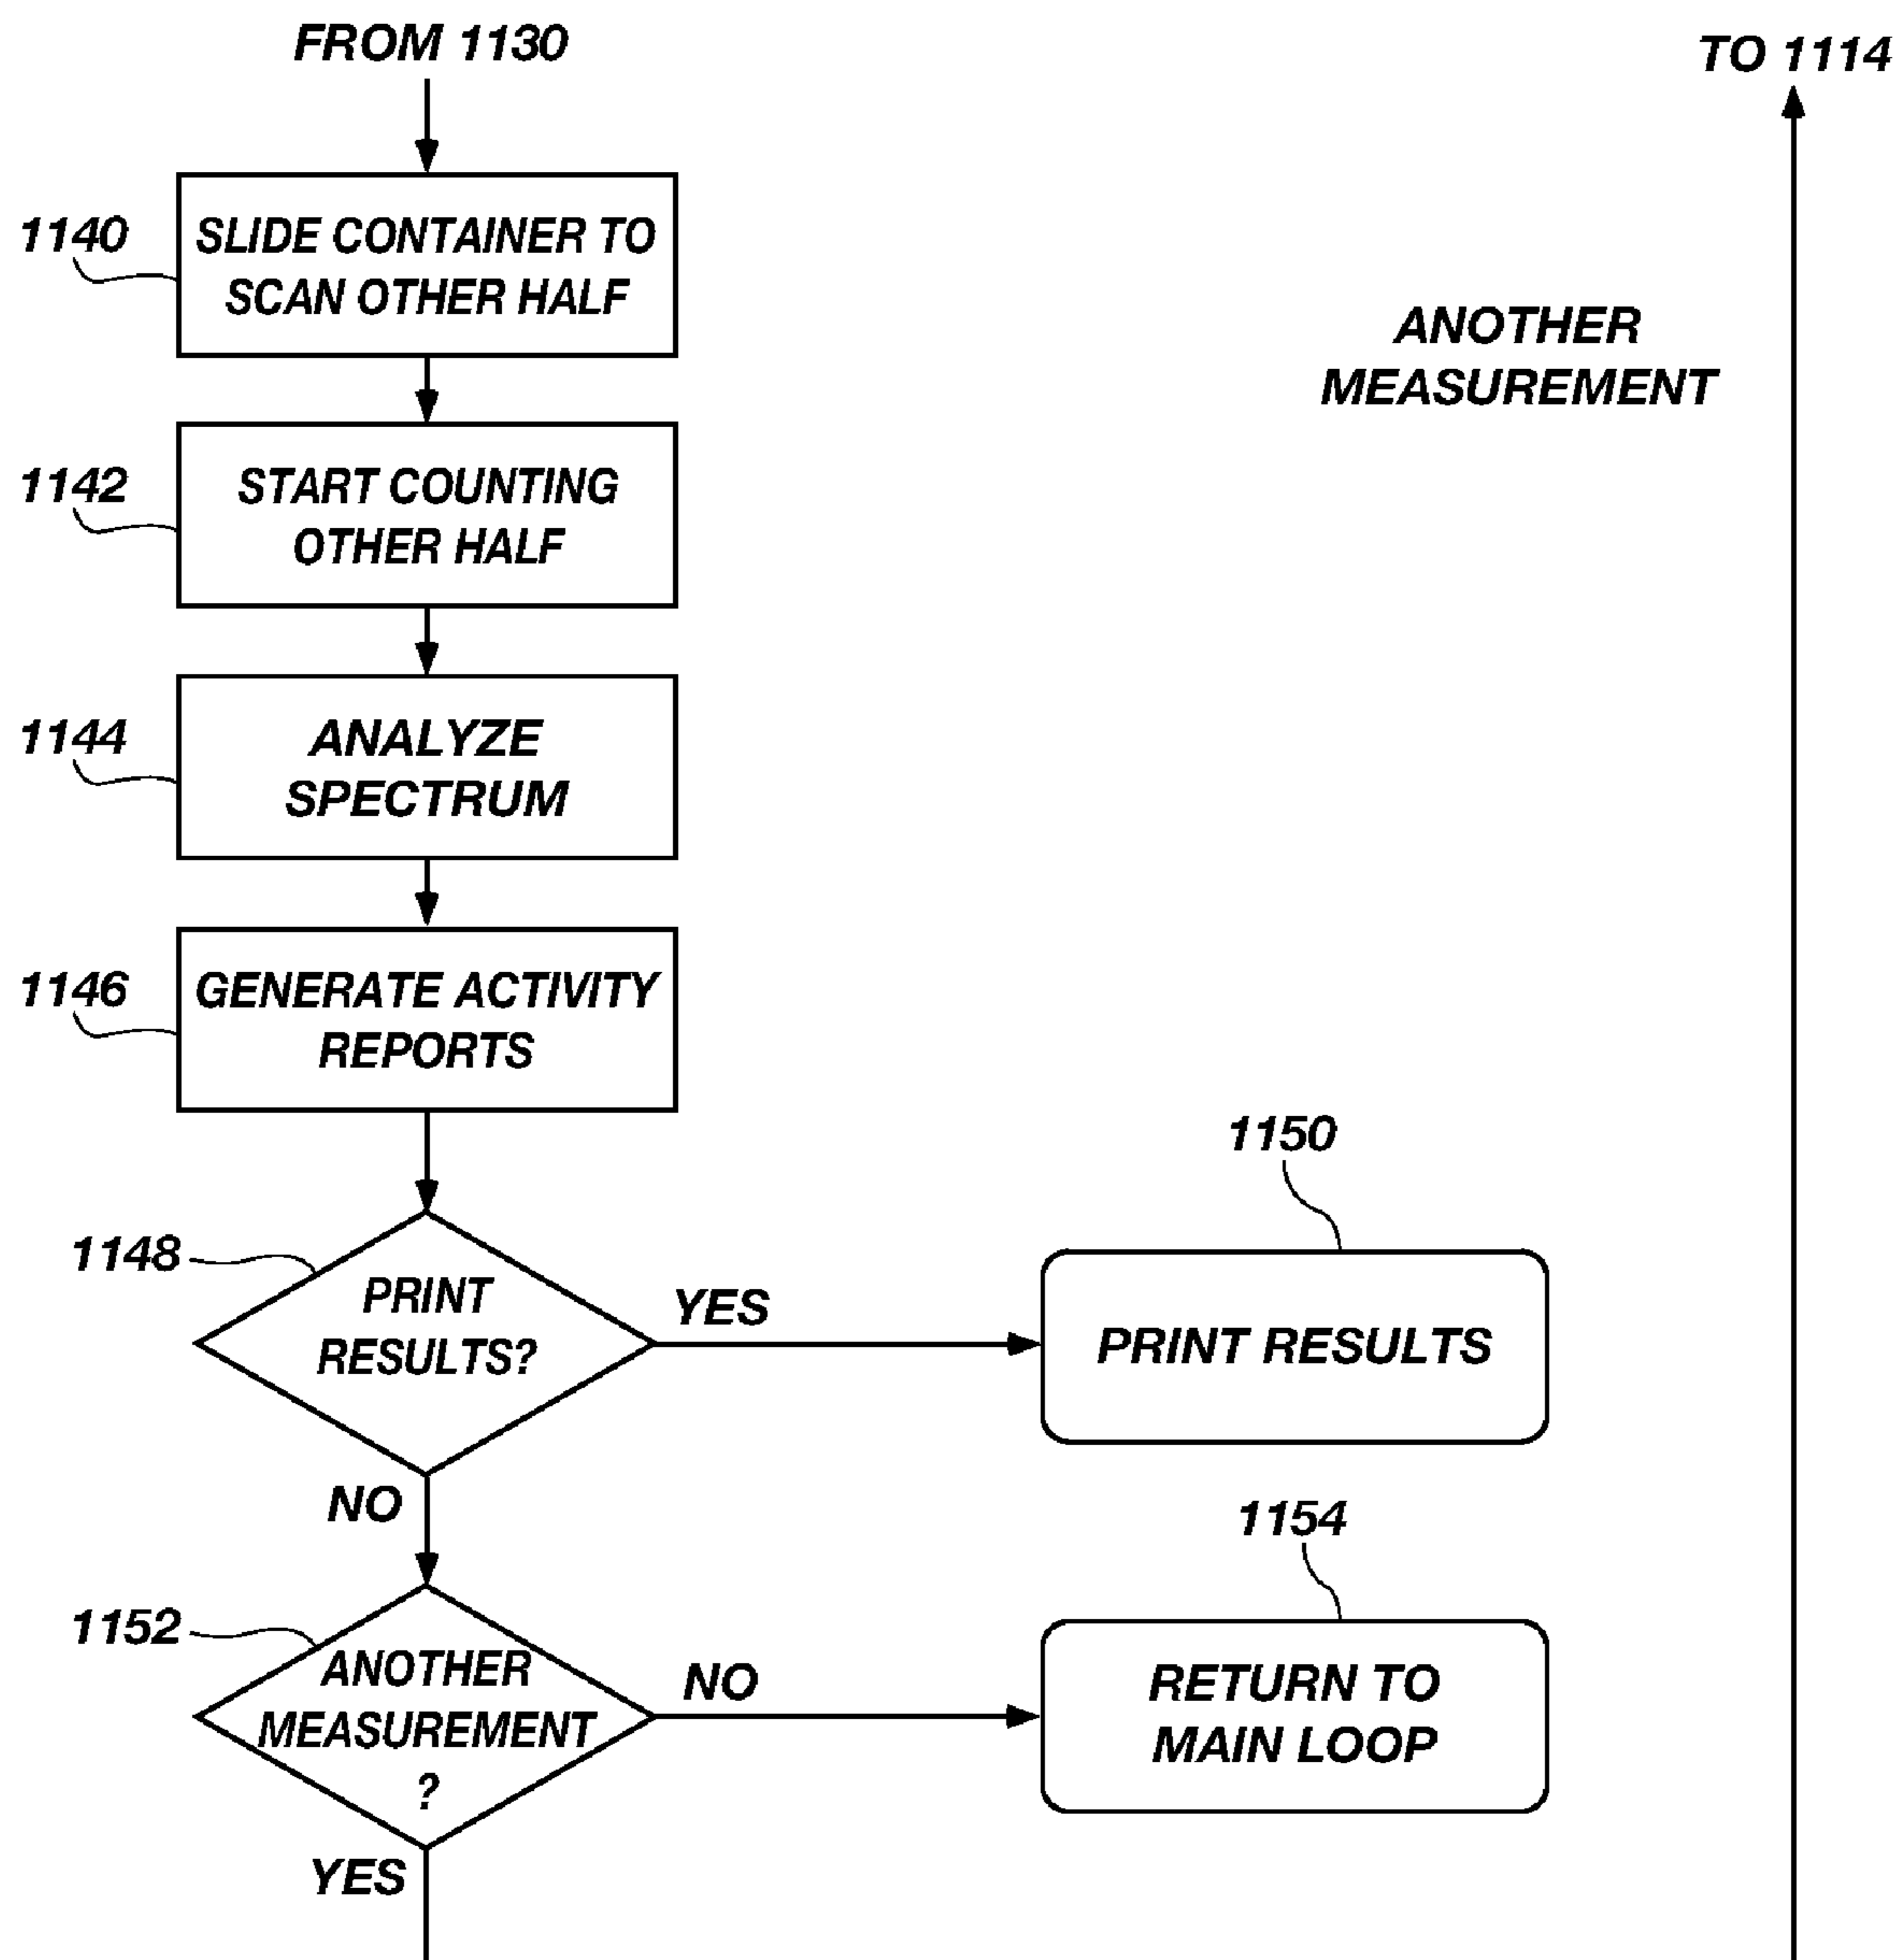 FROM 1130
TO 1114
1140
SLIDE CONTAINER TO
SCAN OTHER HALF
ANOTHER
MEASUREMENT
1142
START COUNTING
OTHER HALF
1144
ANALYZE
SPECTRUM
1146
GENERATE ACTIVITY
REPORTS
1148
PRINT
RESULTS?
YES
1150
PRINT RESULTS
NO
1152
ANOTHER
MEASUREMENT
?
NO
1154
RETURN TO
MAIN LOOP
YES